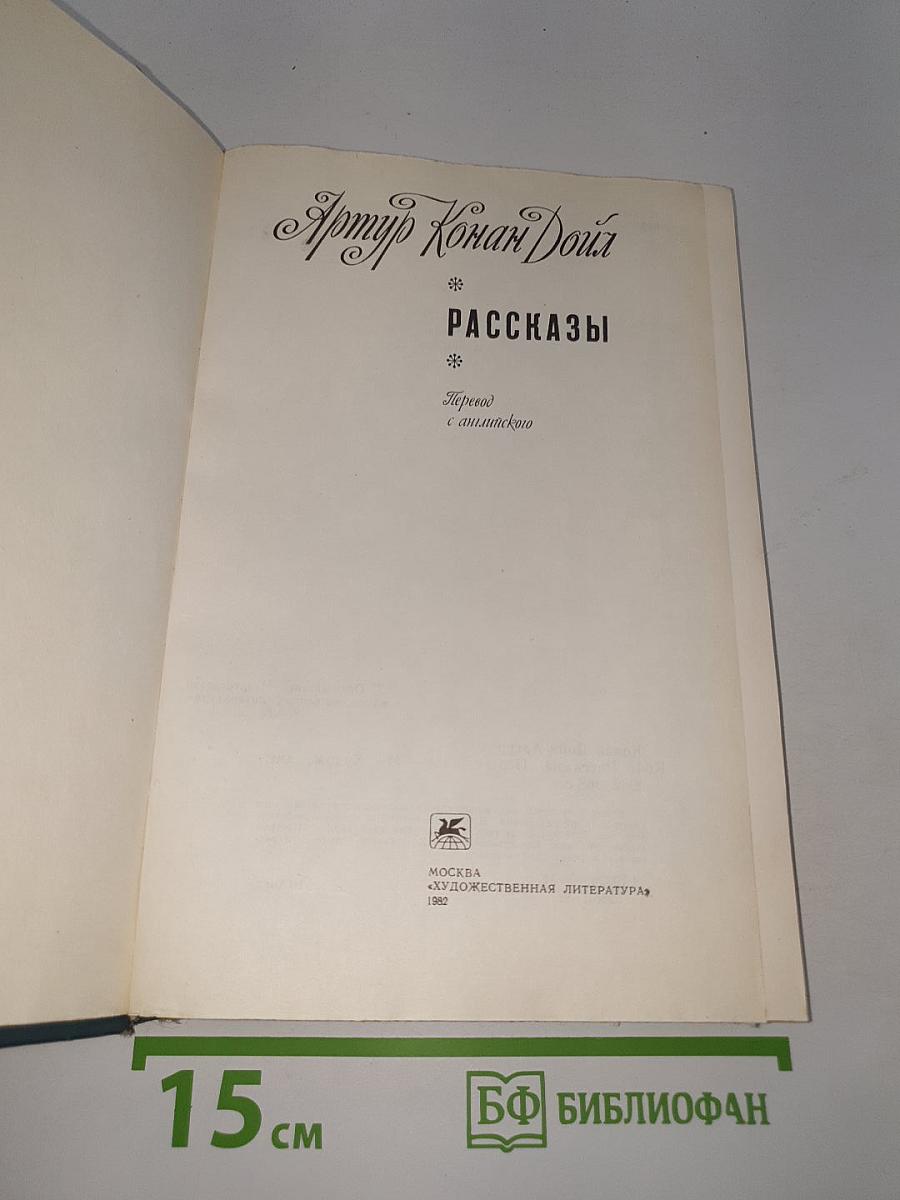 Артур Конан Дойл
РАССКАЗЫ
Перевод
с английского
МОСКВА
«ХУДОЖЕСТВЕННАЯ ЛИТЕРАТУРА»
1982
15 см
БФ БИБЛИОФАН